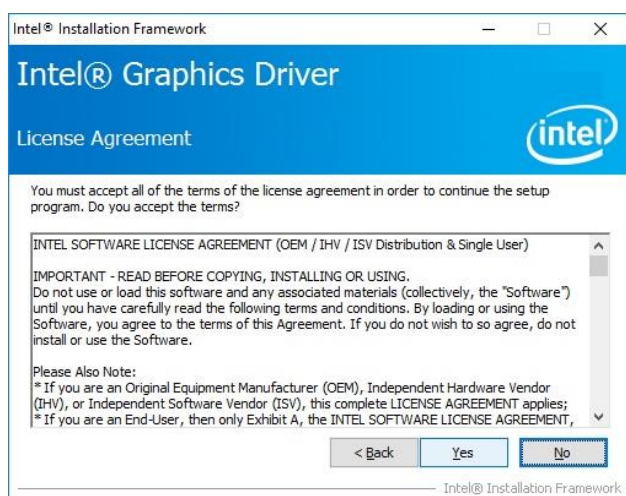 Intel® Installation Framework
Intel® Graphics Driver
License Agreement
intel
You must accept all of the terms of the license agreement in order to continue the setup
program. Do you accept the terms?
INTEL SOFTWARE LICENSE AGREEMENT (OEM / IHV / ISV Distribution & Single User)
IMPORTANT - READ BEFORE COPYING, INSTALLING OR USING.
Do not use or load this software and any associated materials (collectively, the "Software")
until you have carefully read the following terms and conditions. By loading or using the
Software, you agree to the terms of this Agreement. If you do not wish to so agree, do not
install or use the Software.
Please Also Note:
* If you are an Original Equipment Manufacturer (OEM), Independent Hardware Vendor
(IHV), or Independent Software Vendor (ISV), this complete LICENSE AGREEMENT applies;
* If you are an End-User, then only Exhibit A, the INTEL SOFTWARE LICENSE AGREEMENT,
< Back Yes No
Intel® Installation Framework